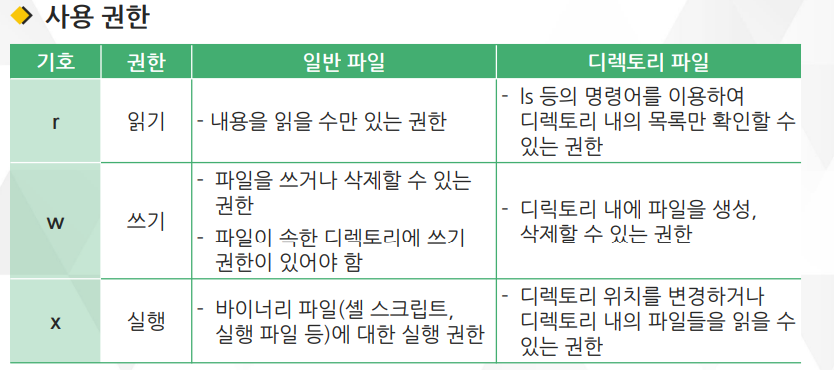 사용 권한
기호 권한 일반 파일 디렉토리 파일
r 읽기
- 내용을 읽을 수만 있는 권한
- ls 등의 명령어를 이용하여
디렉토리 내의 목록만 확인할 수
있는 권한
w 쓰기
- 파일을 쓰거나 삭제할 수 있는
권한
- 파일이 속한 디렉토리에 쓰기
권한이 있어야 함
- 디릭토리 내에 파일을 생성,
삭제할 수 있는 권한
x 실행
- 바이너리 파일(셸 스크립트,
실행 파일 등)에 대한 실행 권한
- 디렉토리 위치를 변경하거나
디렉토리 내의 파일들을 읽을 수
있는 권한